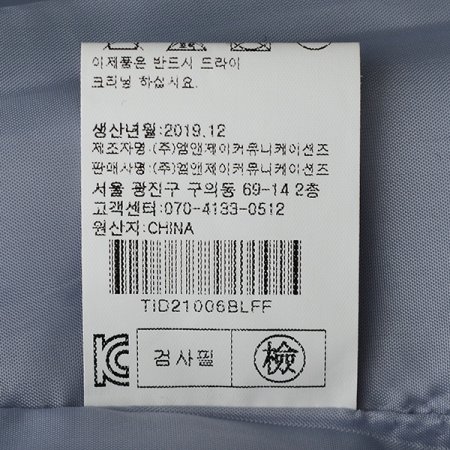 이제품은 반드시 드라이
크리닝 하십시요.
생산년월:2019.12
제조자명:(주)엠앤제이커뮤니케이션즈
판매사명:(주)엠앤제이커뮤니케이션즈
서울 광진구 구의동 69-14 2층
고객센터:070-4133-0512
원산지:CHINA
TID21006BLFF
KC 검사필 檢